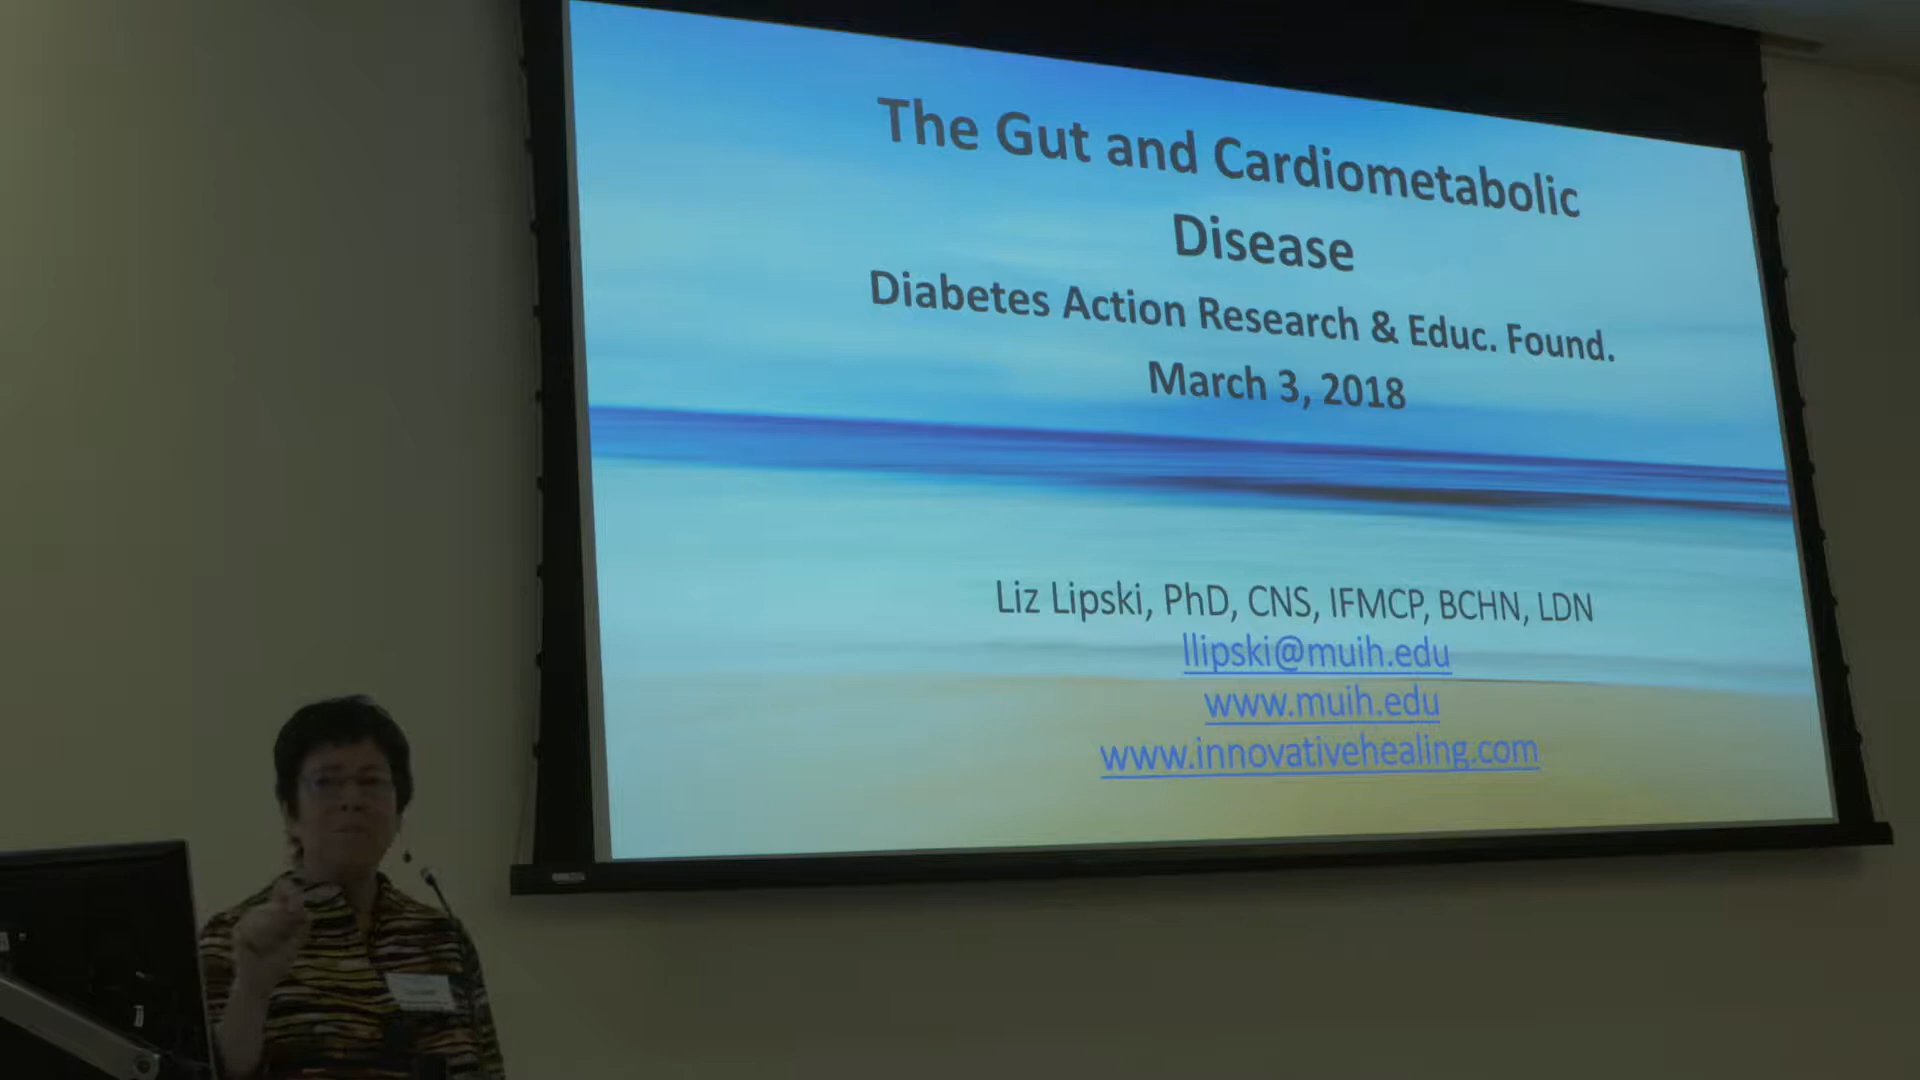 The Gut and Cardiometabolic
Disease
Diabetes Action Research & Educ. Found.
March 3, 2018
Liz Lipski, PhD, CNS, IFMCP, BCHN, LDN
llipski@muih.edu
www.muih.edu
www.innovativehealing.com